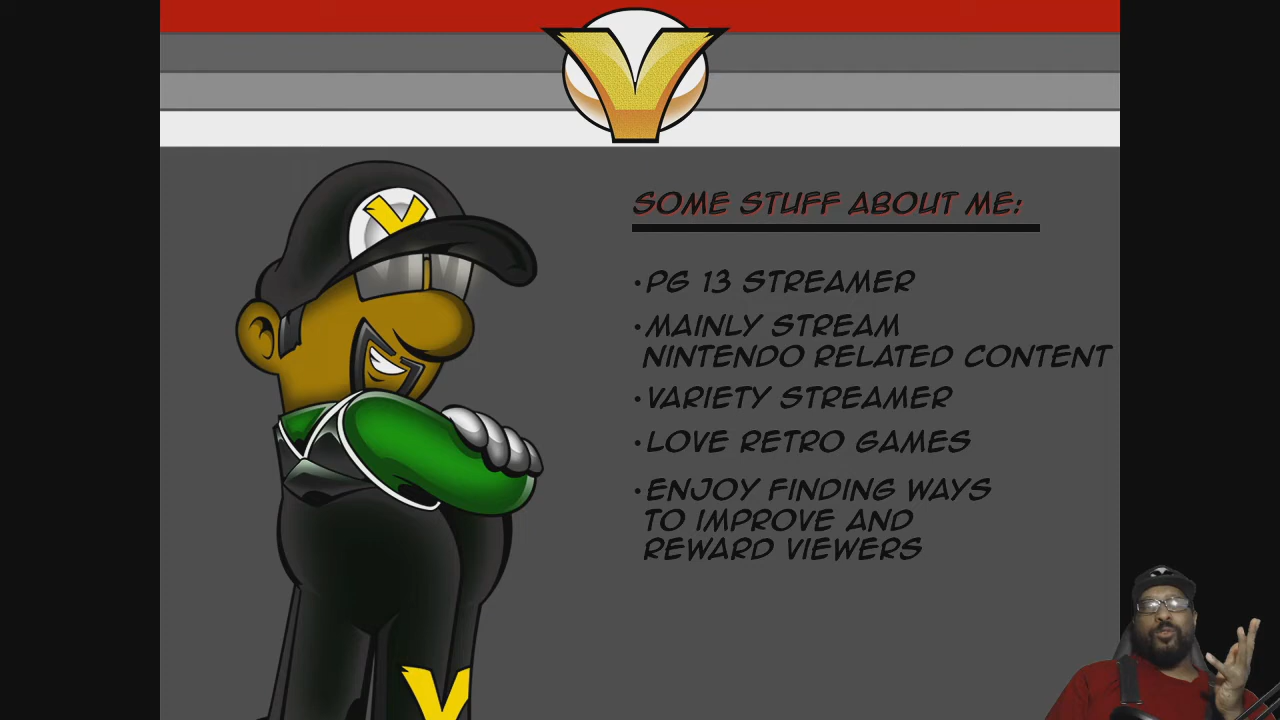 Y
Y
SOME STUFF ABOUT ME:
•PG 13 STREAMER
•MAINLY STREAM
NINTENDO RELATED CONTENT
•VARIETY STREAMER
•LOVE RETRO GAMES
•ENJOY FINDING WAYS
TO IMPROVE AND
REWARD VIEWERS
Y